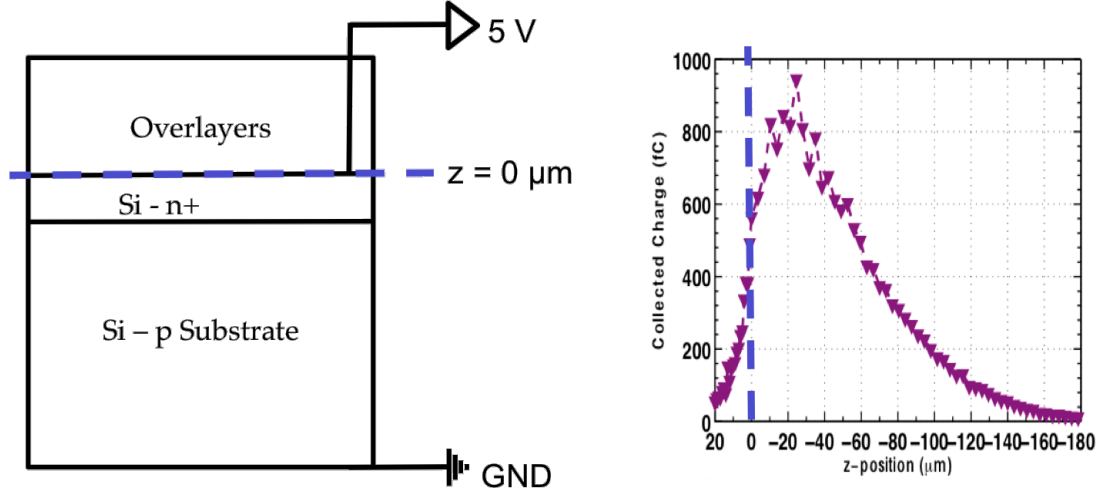 5 V
Overlayers
z = 0 µm
Si - n+
Si – p Substrate
GND
Collected Charge (fC)
1000
800
600
400
200
0
20 0 −20 −40 −60 −80 −100−120−140−160 −180
z-position (μm)